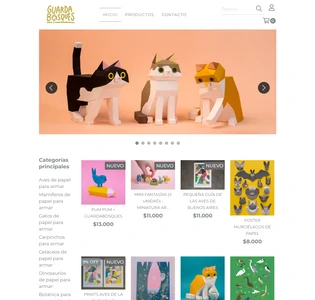 GUARDA
BOSQUES
INICIO
PRODUCTOS
CONTACTO
Buscar
0
Categorías
principales
Aves de papel
para armar
Mamíferos de
papel para
armar
Gatos de
papel para
armar
Carpinchos
para armar
Cetáceos de
papel para
armar
Dinosaurios
de papel para
armar
Botánica para
NUEVO
PUM PUM x
GUARDABOSQUES
$13.000
NUEVO
MINI FANTASÍA DI
MINIATURA
$11.000
NUEVO
PEQUEÑA GUÍA DE
LAS AVES DE
BUENOS AIRES
$11.000
POSTER
MURCIÉLAGOS DE
PAPEL
$8.000
OFF
NUEVO
PRINTS AVES DE LA